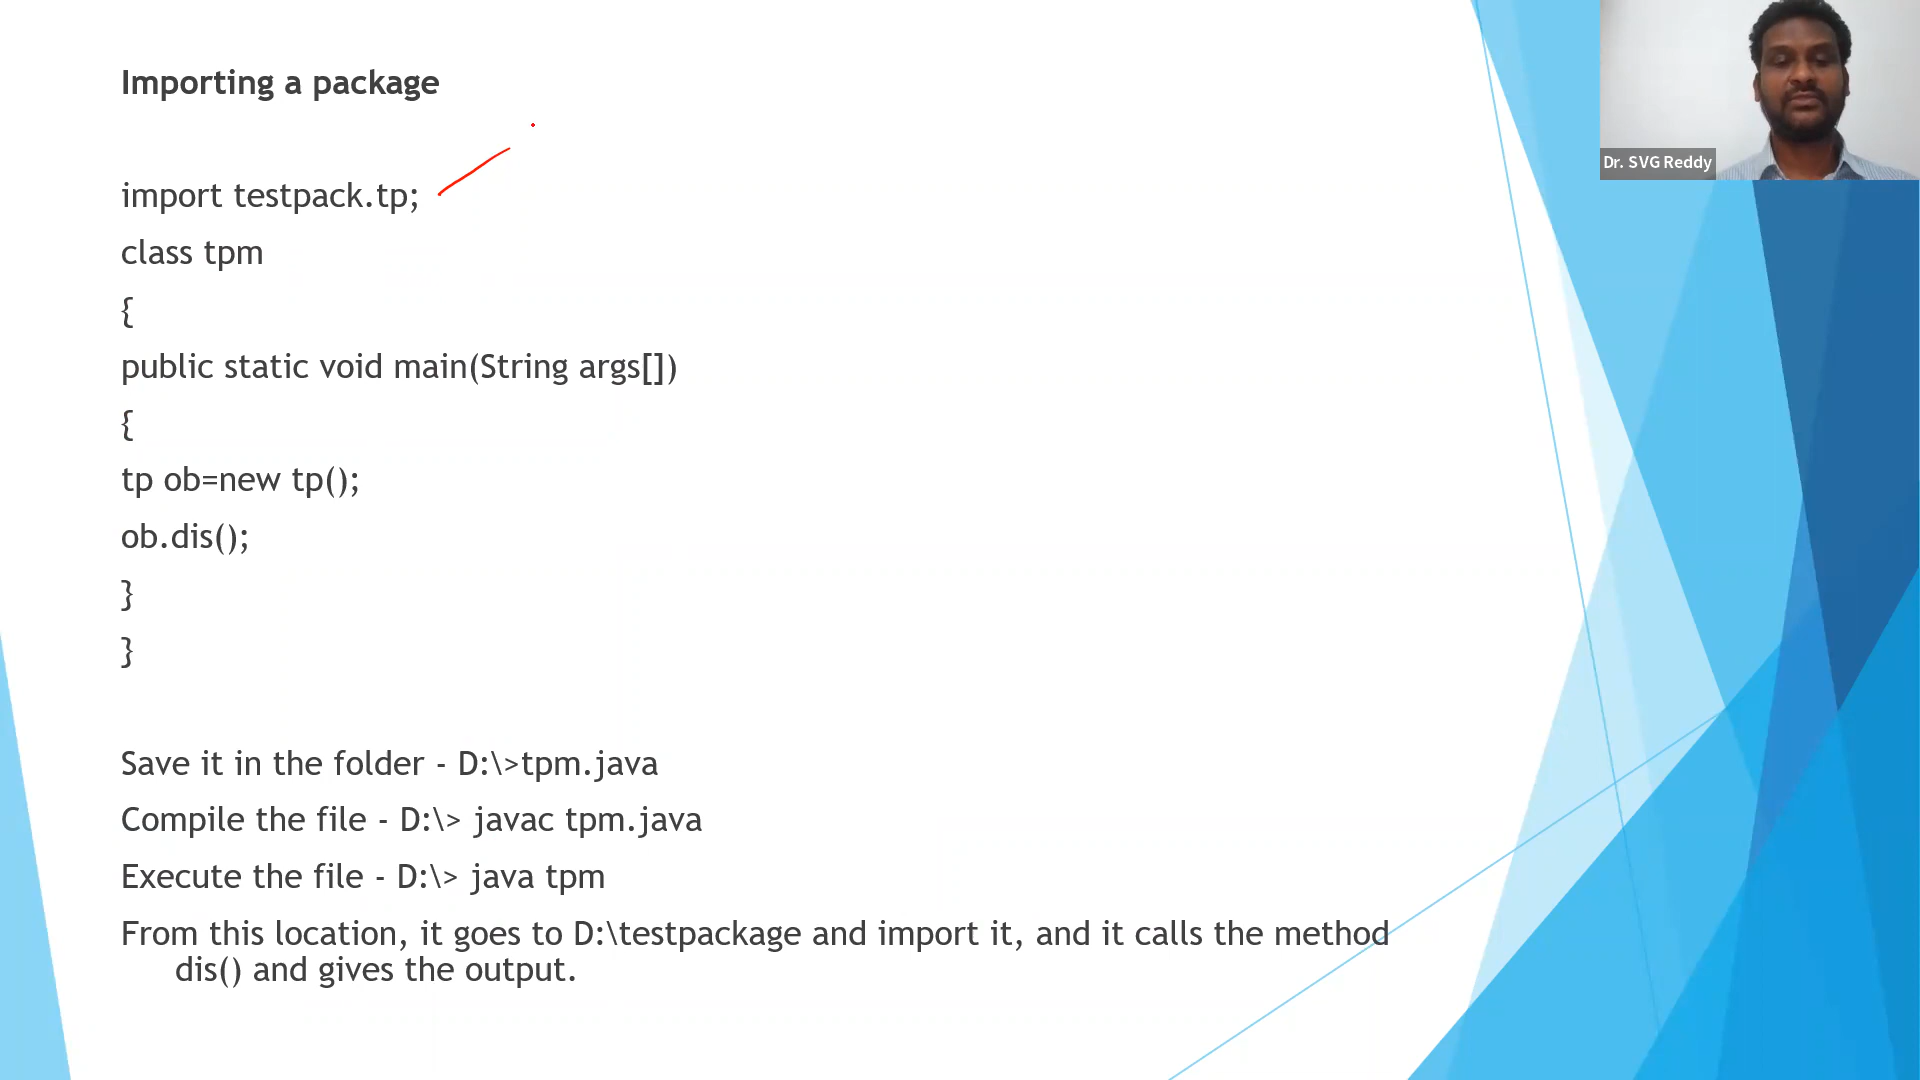 Importing a package
Dr. SVG Reddy
import testpack.tp;
class tpm
{
public static void main(String args[])
{
tp ob=new tp();
ob.dis();
}
}
Save it in the folder - D:\>tpm.java
Compile the file - D:\> javac tpm.java
Execute the file - D:\> java tpm
From this location, it goes to D:\testpackage and import it, and it calls the method
dis() and gives the output.